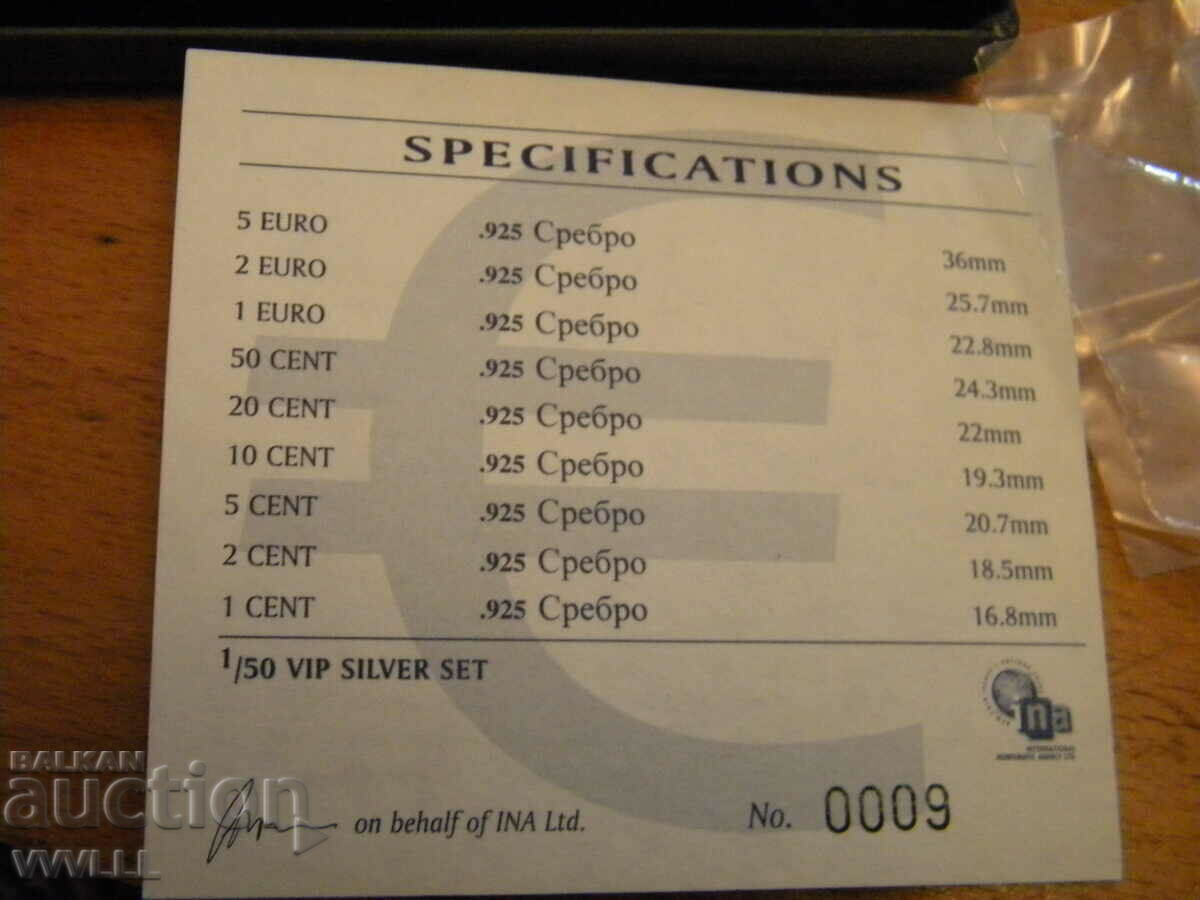 SPECIFICATIONS
5 EURO .925 Сребро 36mm
2 EURO .925 Сребро 25.7mm
1 EURO .925 Сребро 22.8mm
50 CENT .925 Сребро 24.3mm
20 CENT .925 Сребро 22mm
10 CENT .925 Сребро 19.3mm
5 CENT .925 Сребро 20.7mm
2 CENT .925 Сребро 18.5mm
1 CENT .925 Сребро 16.8mm
1/50 VIP SILVER SET
ina
INTERNATIONAL
on behalf of INA Ltd. No. 0009
BALKAN
auction
VVVLLL